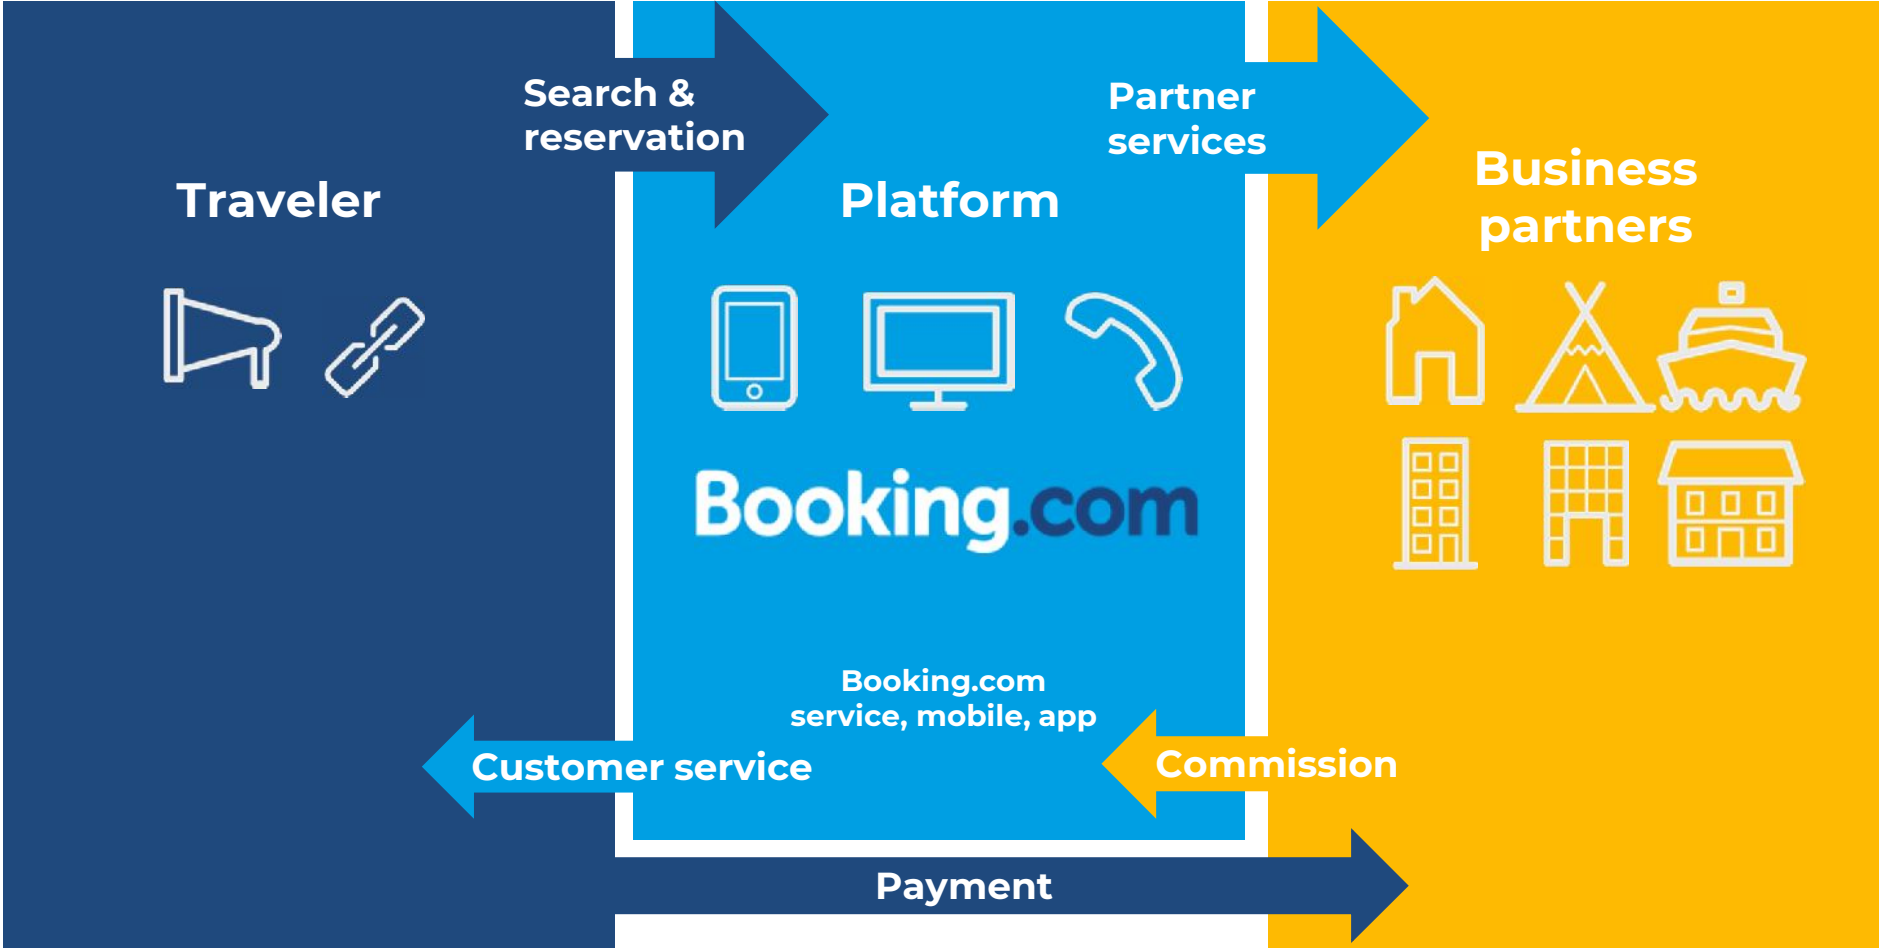 Search &
reservation
Traveler
Partner
services
Platform
Business
partners
Booking.com
Booking.com
service, mobile, app
Customer service
Commission
Payment